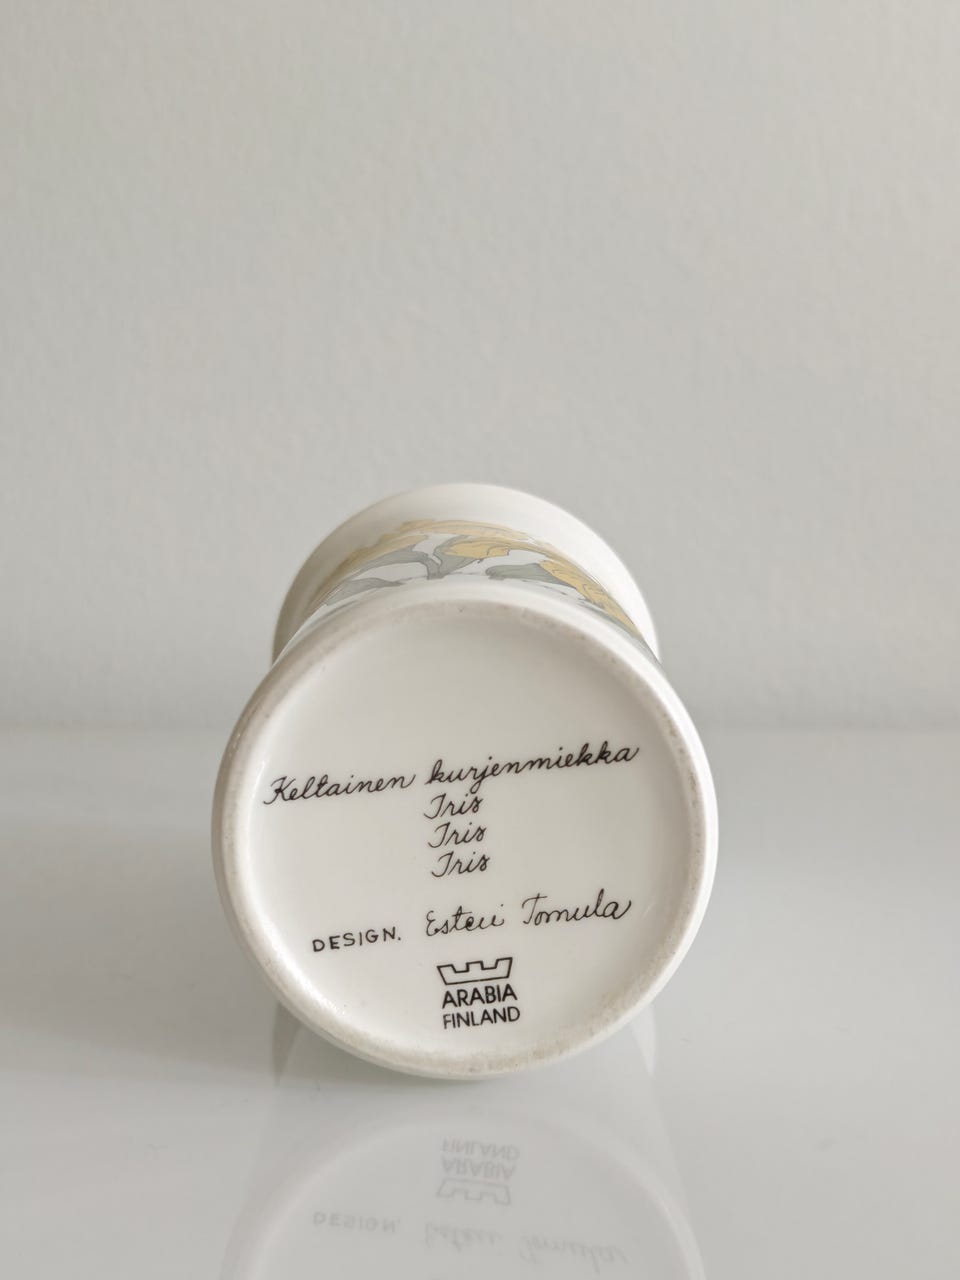 Keltainen kurjenmiekka
Iris
Iris
Iris
DESIGN. Esteri Tomula
ARABIA
FINLAND